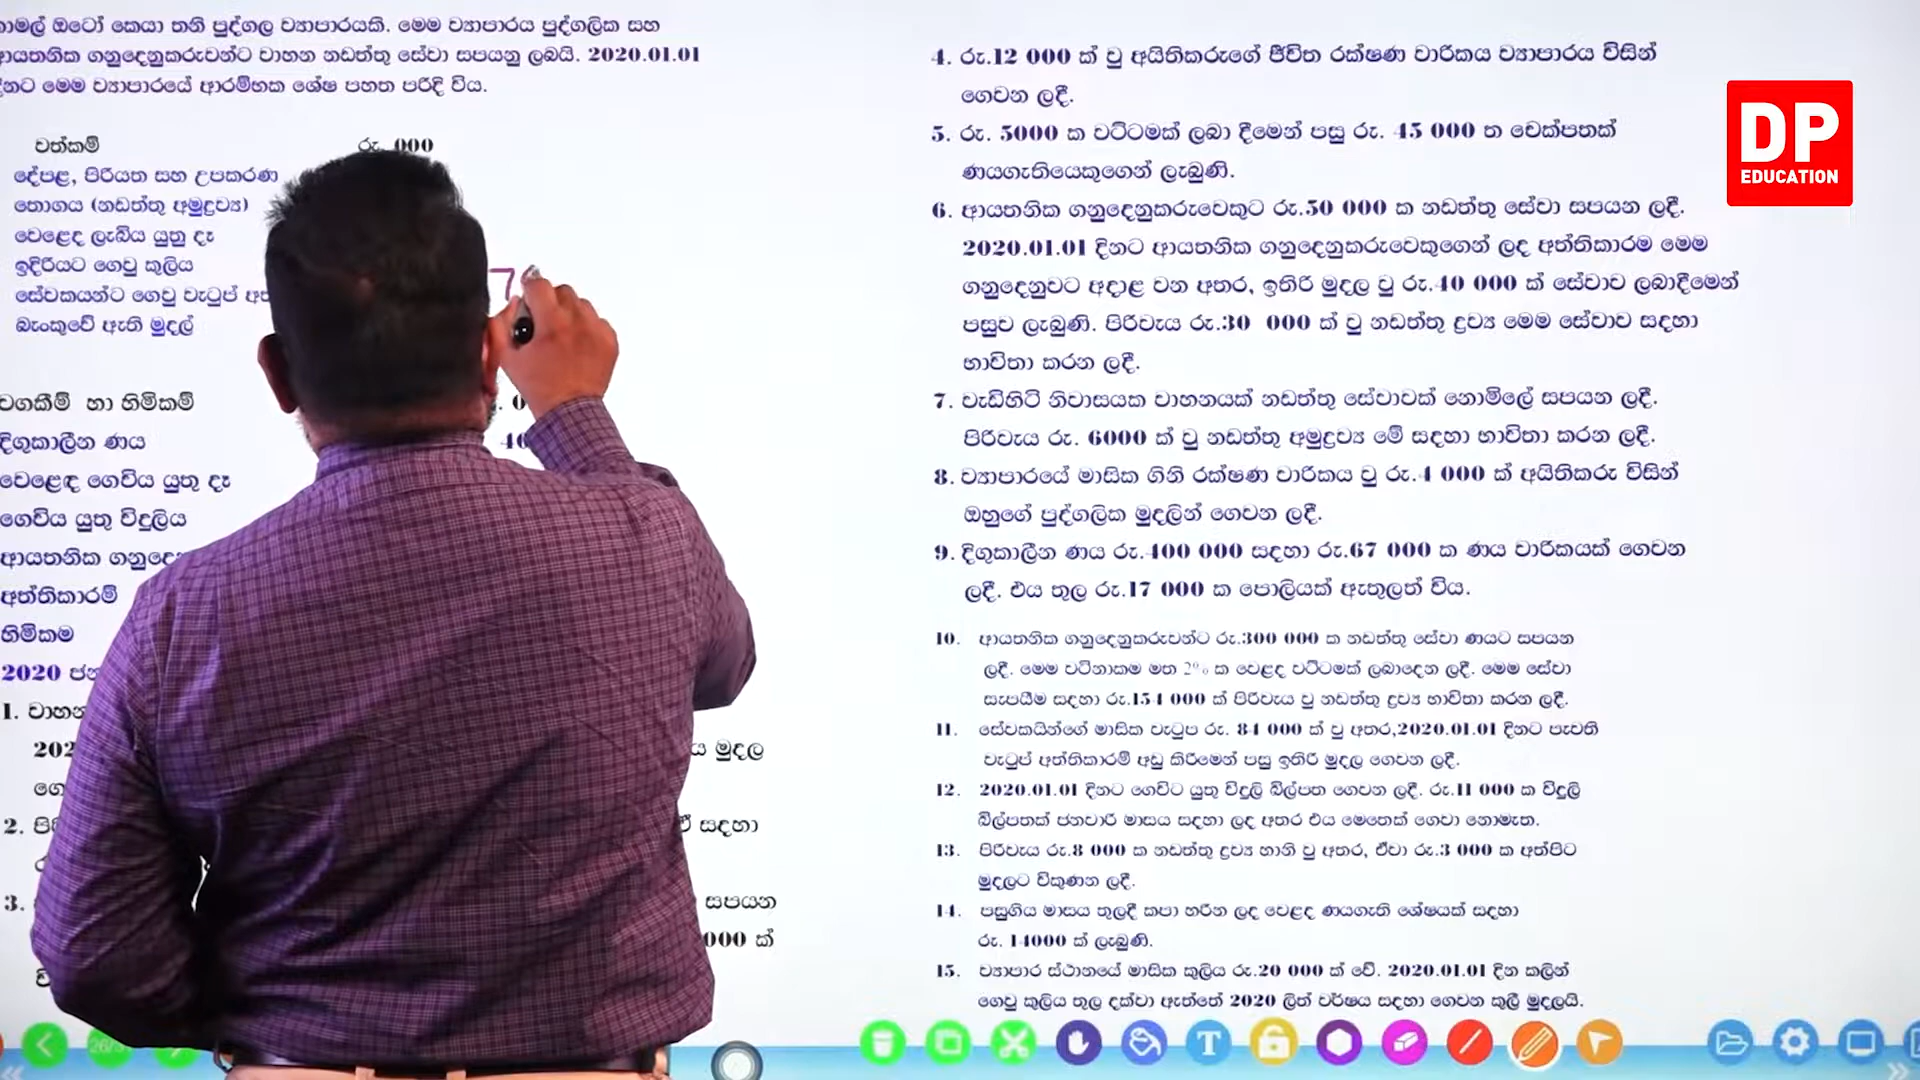 නාමල් ඔටෝ කෙයා තනි පුද්ගල ව්‍යාපාරයකි. මෙම ව්‍යාපාරය පුද්ගලික සහ
ආයතනික ගනුදෙනුකරුවන්ට වාහන නඩත්තු සේවා සපයනු ලබයි. 2020.01.01
දිනට මෙම ව්‍යාපාරයේ ආරම්භක ශේෂ පහත පරිදි විය.
වත්කම් රු. 000
දේපළ, පිරියත සහ උපකරණ
තොගය (නඩත්තු අමුද්‍රව්‍ය)
වෙළෙඳ ලැබිය යුතු දෑ
ඉදිරියට ගෙවු කුලිය
සේවකයන්ට ගෙවු වැටුප්
බැංකුවේ ඇති මුදල්
වගකීම් හා හිමිකම්
දිගුකාලීන ණය
වෙළෙඳ ගෙවිය යුතු දෑ
ගෙවිය යුතු විදුලිය
ආයතනික
අත්තිකාරම්
හිමිකම
2020
1.
ය මුදල
2.
ඒ සඳහා
3. සපයන
000 ක්
4. රු.12 000 ක් වු අයිතිකරුගේ ජීවිත රක්ෂණ වාරිකය ව්‍යාපාරය විසින්
ගෙවන ලදී.
5. රු. 5000 ක වට්ටමක් ලබා දීමෙන් පසු රු. 45 000 ත චෙක්පතක්
ණයගැතියෙකුගෙන් ලැබුණි.
6. ආයතනික ගනුදෙනුකරුවෙකුට රු.50 000 ක නඩත්තු සේවා සපයන ලදී.
2020.01.01 දිනට ආයතනික ගනුදෙනුකරුවෙකුගෙන් ලද අත්තිකාරම මෙම
ගනුදෙනුවට අදාළ වන අතර, ඉතිරි මුදල වු රු.40 000 ක් සේවාව ලබාදීමෙන්
පසුව ලැබුණි. පිරිවැය රු.30 000 ක් වු නඩත්තු ද්‍රව්‍ය මෙම සේවාව සඳහා
භාවිතා කරන ලදී.
7. වැඩිහිටි නිවාසයක වාහනයක් නඩත්තු සේවාවක් නොමිලේ සපයන ලදී.
පිරිවැය රු. 6000 ක් වු නඩත්තු අමුද්‍රව්‍ය මේ සඳහා භාවිතා කරන ලදී.
8. ව්‍යාපාරයේ මාසික ගිනි රක්ෂණ වාරිකය වු රු.4 000 ක් අයිතිකරු විසින්
ඔහුගේ පුද්ගලික මුදලින් ගෙවන ලදී.
9. දිගුකාලීන ණය රු.400 000 සඳහා රු.67 000 ක ණය වාරිකයක් ගෙවන
ලදී. එය තුල රු.17 000 ක පොලියක් ඇතුලත් විය.
10. ආයතනික ගනුදෙනුකරුවන්ට රු.300 000 ක නඩත්තු සේවා ණයට සපයන
ලදී. මෙම වටිනාකම මත 2% ක වෙළඳ වට්ටමක් ලබාදෙන ලදී. මෙම සේවා
සැපයීම සඳහා රු.154 000 ක් පිරිවැය වු නඩත්තු ද්‍රව්‍ය භාවිතා කරන ලදී.
11. සේවකයින්ගේ මාසික වැටුප රු. 84 000 ක් වු අතර,2020.01.01 දිනට පැවති
වැටුප් අත්තිකාරම් අඩු කිරීමෙන් පසු ඉතිරි මුදල ගෙවන ලදී.
12. 2020.01.01 දිනට ගෙවිට යුතු විදුලි බිල්පත ගෙවන ලදී. රු.11 000 ක විදුලි
බිල්පතක් ජනවාරි මාසය සඳහා ලද අතර එය මෙතෙක් ගෙවා නොමැත.
13. පිරිවැය රු.8 000 ක නඩත්තු ද්‍රව්‍ය හානි වු අතර, ඒවා රු.3 000 ක අත්පිට
මුදලට විකුණන ලදී.
14. පසුගිය මාසය තුලදී කපා හරින ලද වෙළඳ ණයගැති ශේෂයක් සඳහා
රු. 14000 ක් ලැබුණි.
15. ව්‍යාපාර ස්ථානයේ මාසික කුලිය රු.20 000 ක් වේ. 2020.01.01 දින කලින්
ගෙවු කුලිය තුල දක්වා ඇත්තේ 2020 ලිත් වර්ෂය සඳහා ගෙවන කුලී මුදලයි.
DP
EDUCATION